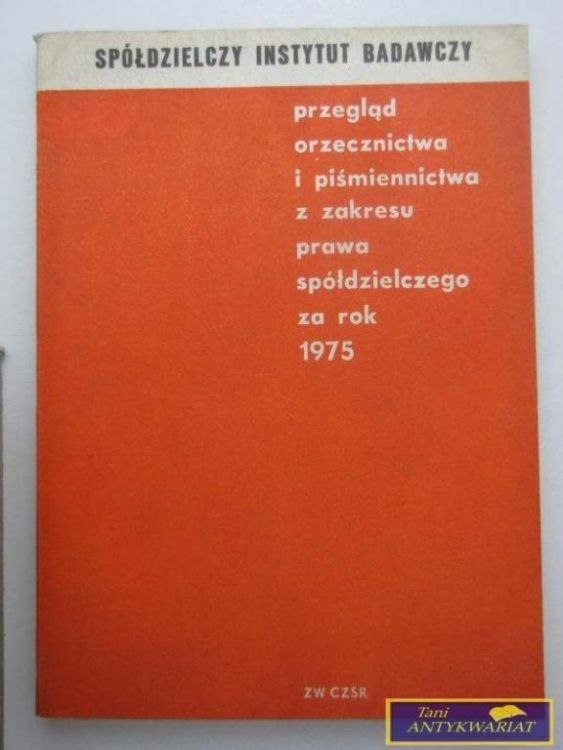 SPÓŁDZIELCZY INSTYTUT BADAWCZY
przegląd
orzecznictwa
i piśmiennictwa
z zakresu
prawa
spółdzielczego
za rok
1975
ZW CZSR
Tani
ANTYKWARIAT